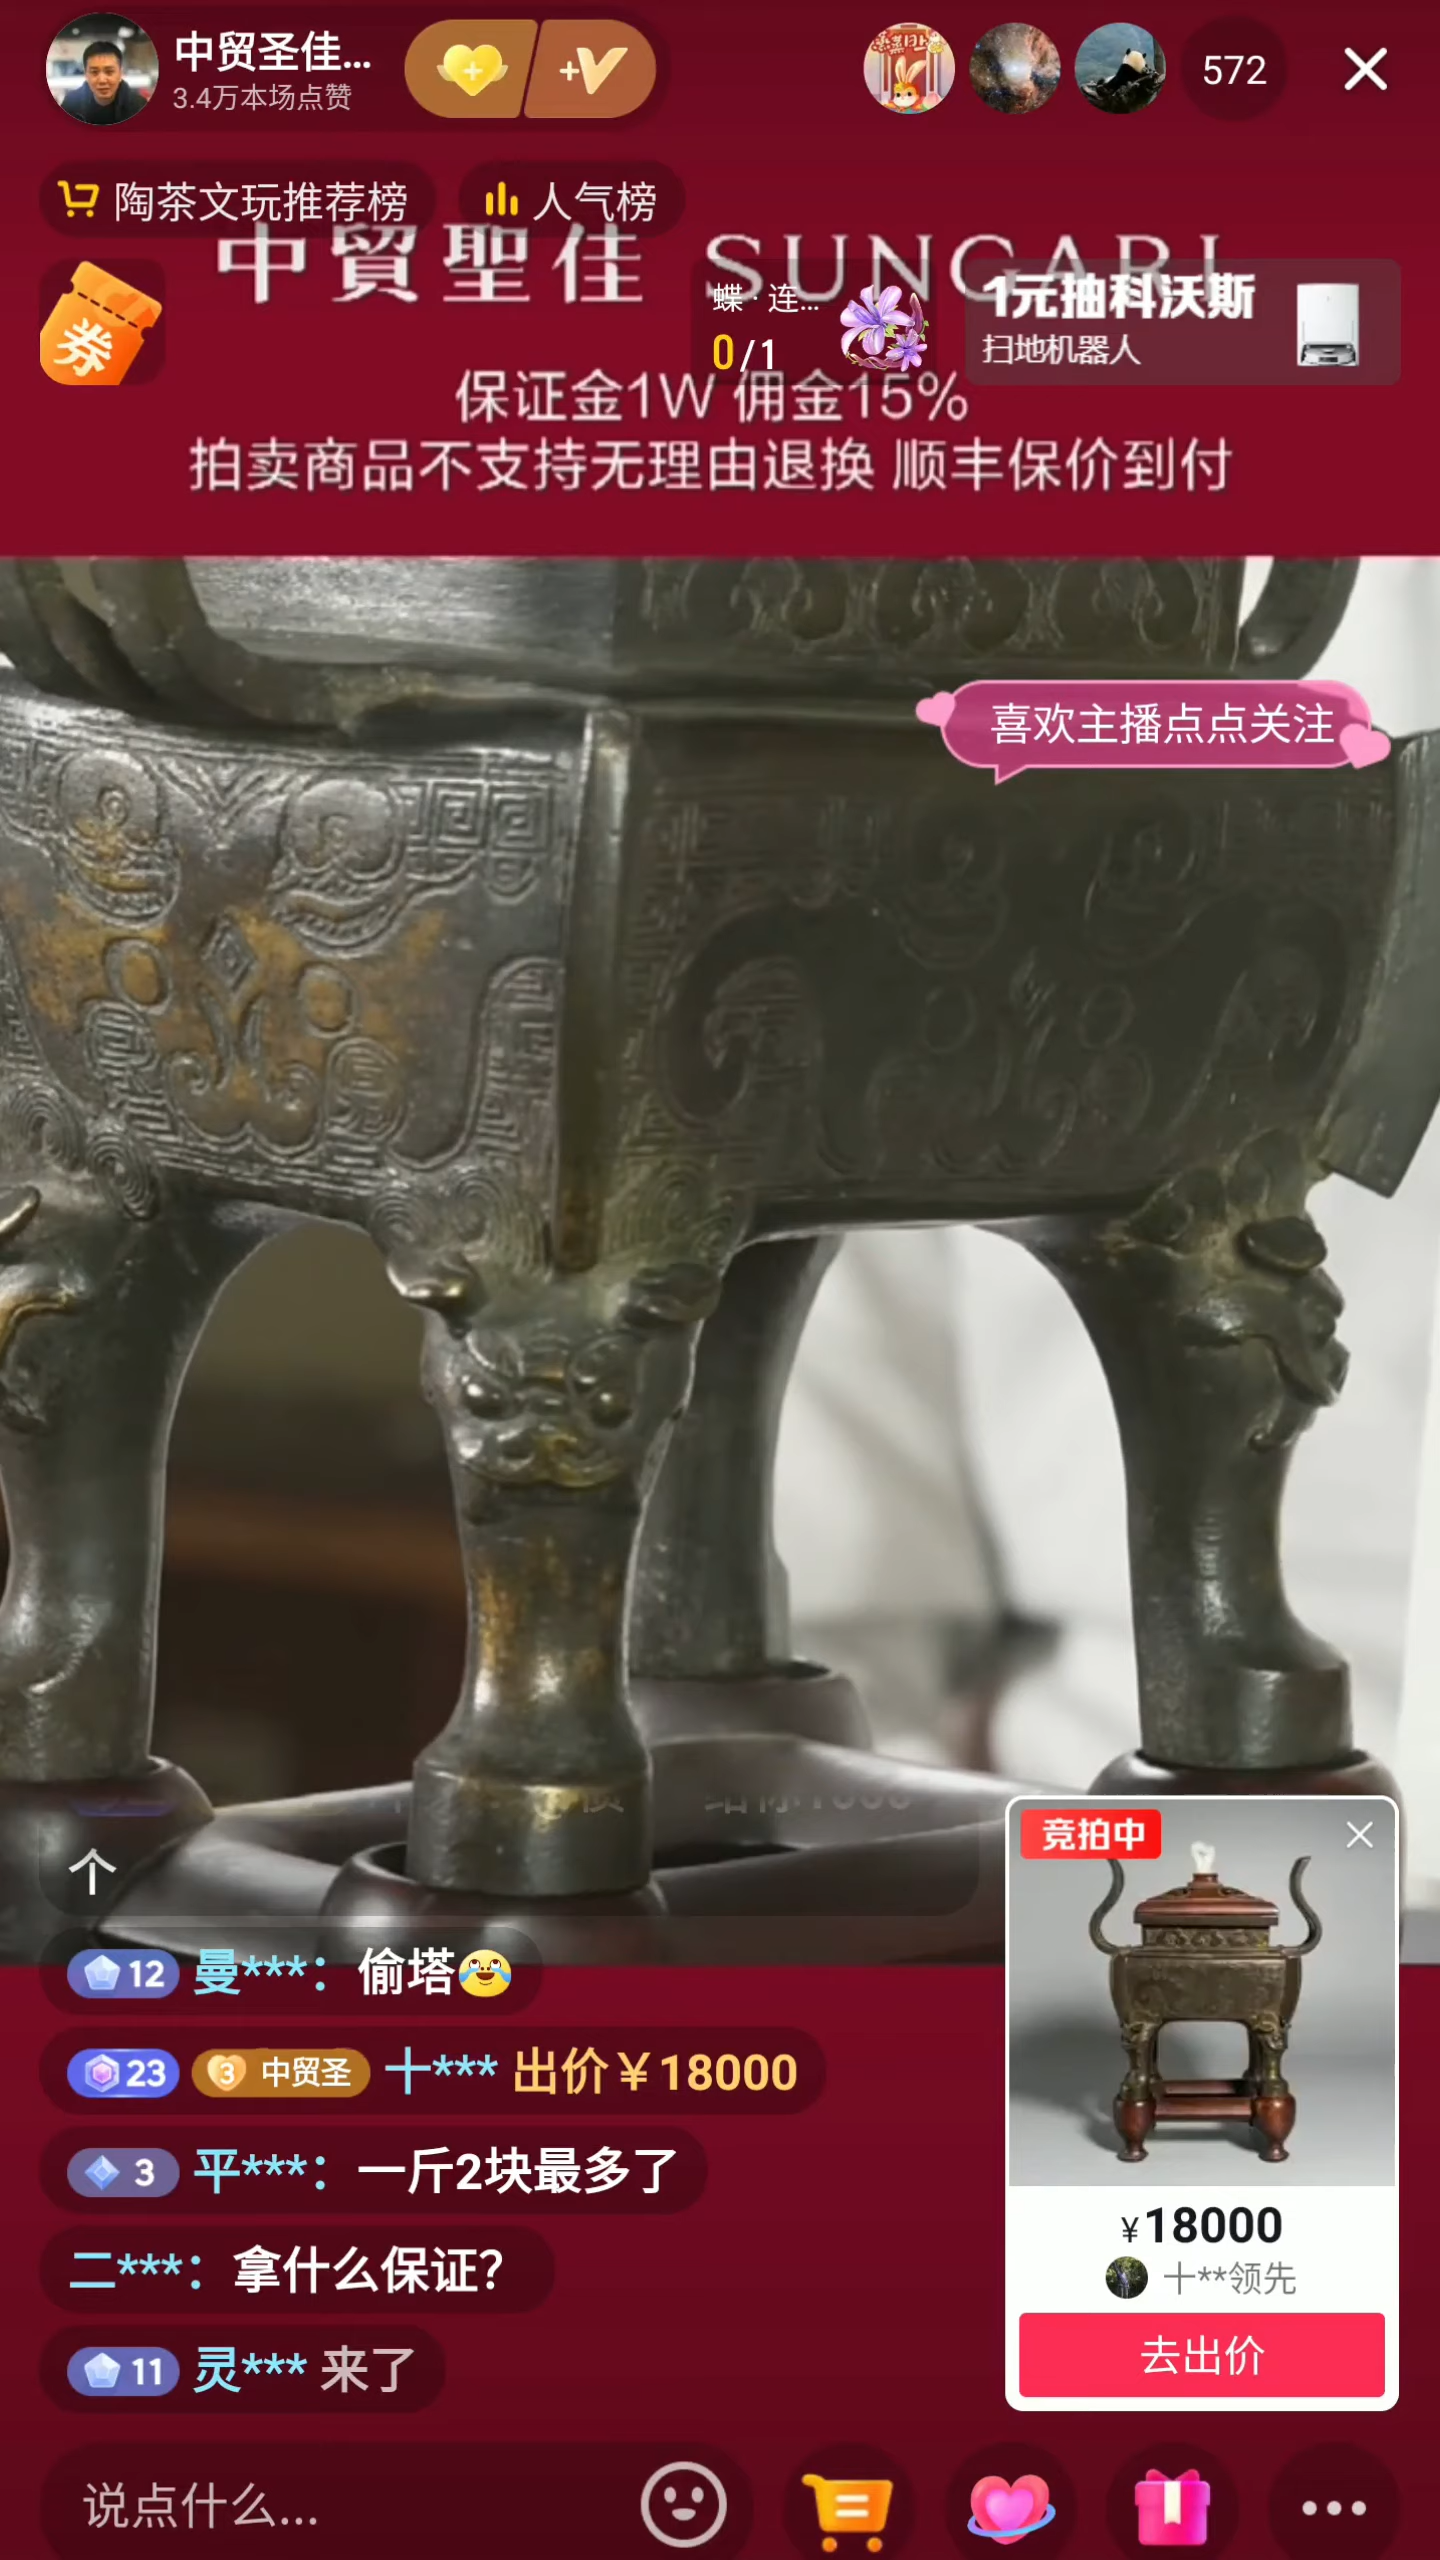 中贸圣佳...
3.4万本场点赞
572
陶茶文玩推荐榜
人气榜
中貿聖佳 SUNGARI
券
蝶·连...
0/1
1元抽科沃斯
扫地机器人
保证金1W 佣金15%
拍卖商品不支持无理由退换 顺丰保价到付
喜欢主播点点关注
个
12 曼***：偷塔
23 3 中贸圣 十*** 出价￥18000
3 平***：一斤2块最多了
二***：拿什么保证？
11 灵*** 来了
竞拍中
¥18000
十**领先
去出价
说点什么...